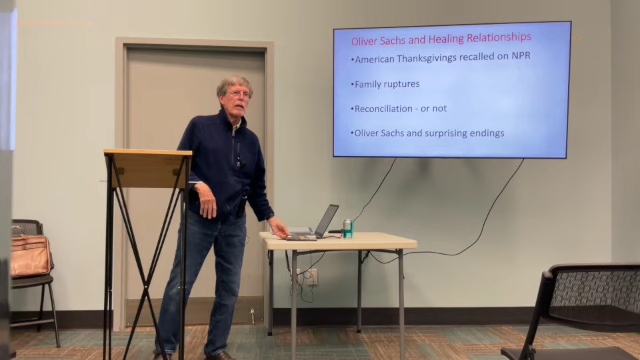 Oliver Sachs and Healing Relationships
•American Thanksgivings recalled on NPR
•Family ruptures
•Reconciliation - or not
•Oliver Sachs and surprising endings